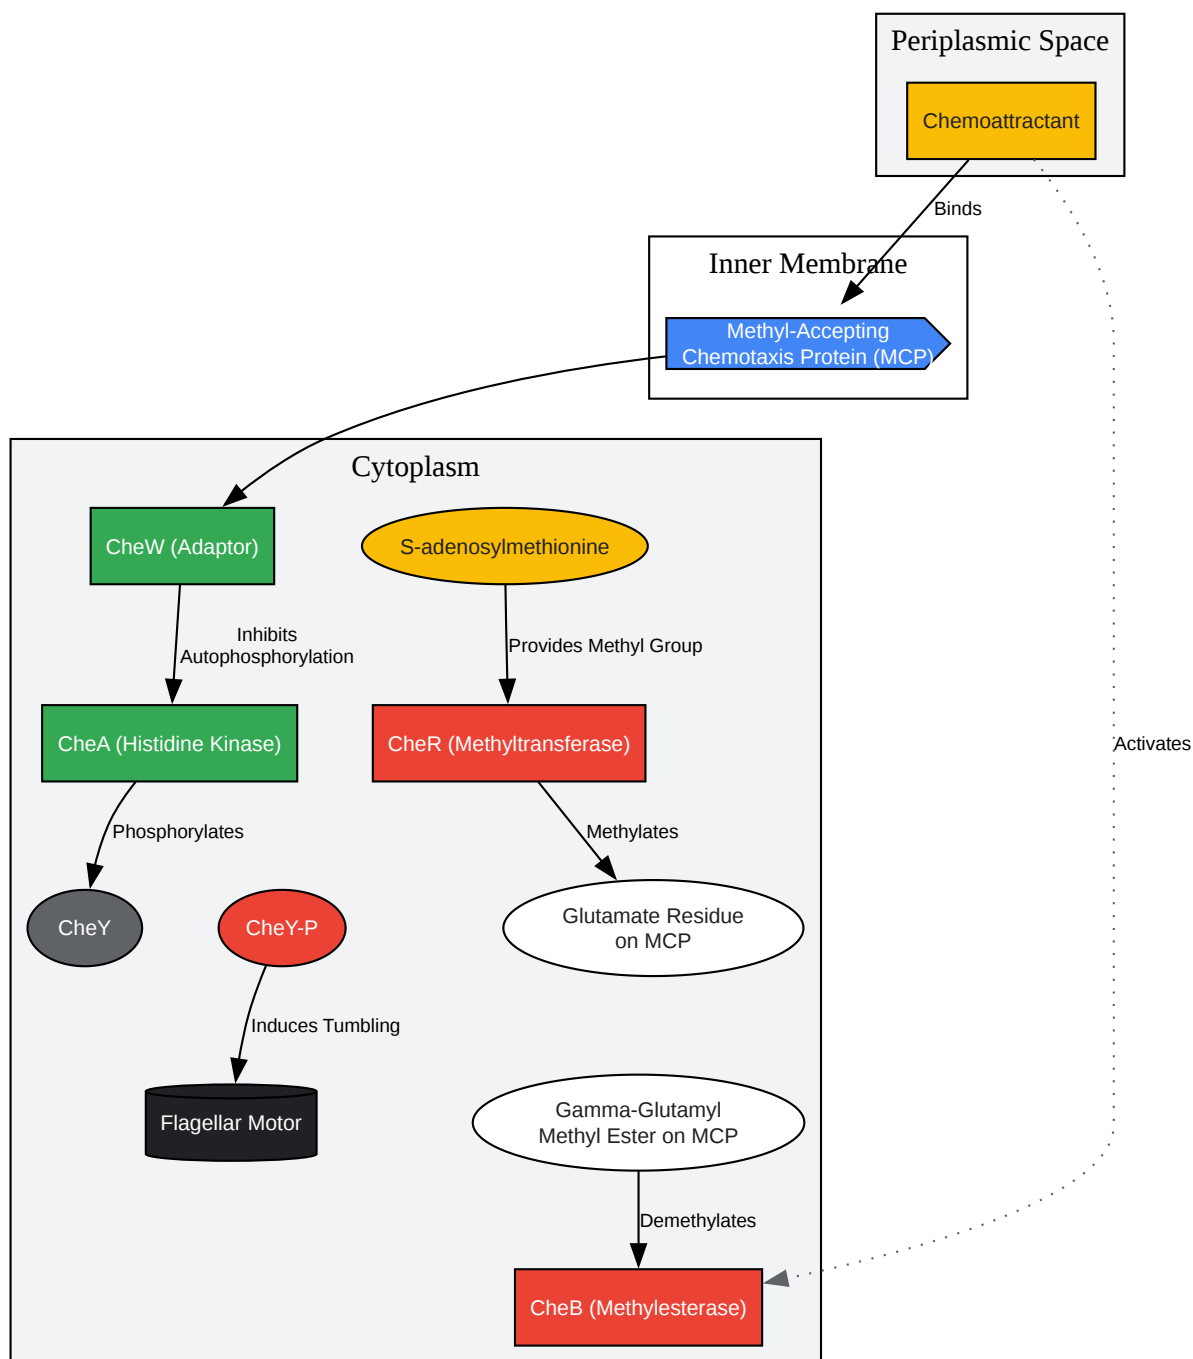 Periplasmic Space
Chemoattractant
Binds
Inner Membrane
Methyl-Accepting
Chemotaxis Protein (MCP)
Cytoplasm
CheW (Adaptor)
S-adenosylmethionine
Inhibits
Autophosphorylation
Provides Methyl Group
CheA (Histidine Kinase)
CheR (Methyltransferase)
Activates
Phosphorylates
Methylates
CheY
CheY-P
Glutamate Residue
on MCP
Induces Tumbling
Flagellar Motor
Gamma-Glutamyl
Methyl Ester on MCP
Demethylates
CheB (Methylesterase)